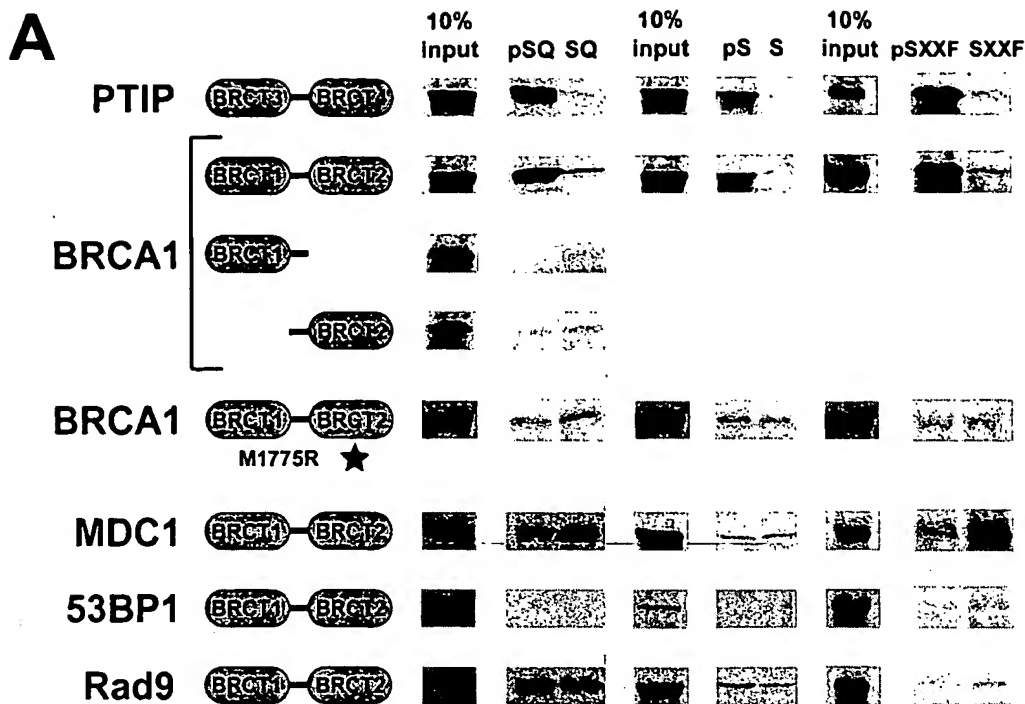 A
10% input pSQ SQ 10% input pS S 10% input pSXXF SXXF
PTIP BRCT3 BRCT4
BRCT1 BRCT2
BRCA1 BRCT1
BRCT2
BRCA1 BRCT1 BRCT2
M1775R
MDC1 BRCT1 BRCT2
53BP1 BRCT1 BRCT2
Rad9 BRCT1 BRCT2